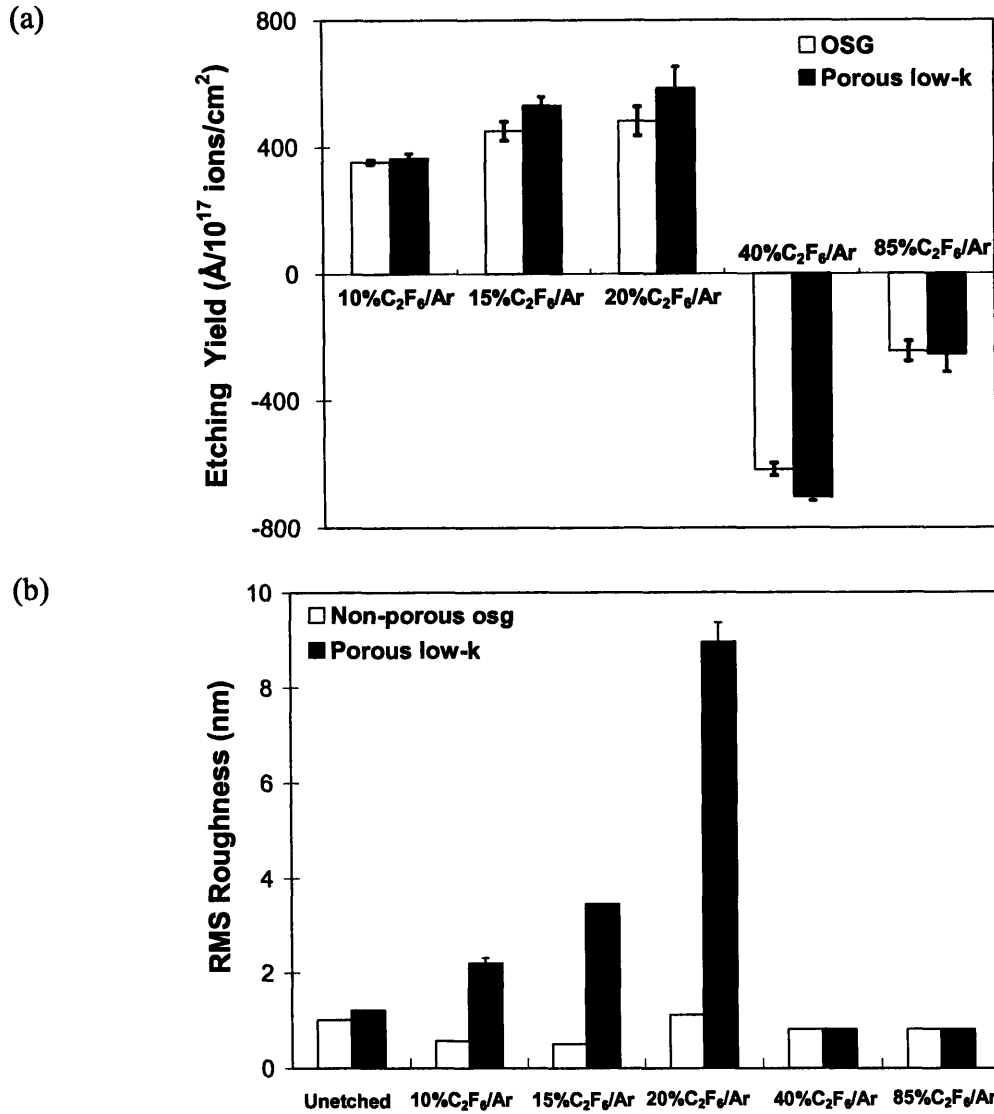 (a)
800
400
0
-400
-800
Etching Yield (Å/10¹⁷ ions/cm²)
OSG
Porous low-k
10%C₂F₆/Ar
15%C₂F₆/Ar
20%C₂F₆/Ar
40%C₂F₆/Ar
85%C₂F₆/Ar
(b)
10
8
6
4
2
0
RMS Roughness (nm)
Non-porous osg
Porous low-k
Unetched
10%C₂F₆/Ar
15%C₂F₆/Ar
20%C₂F₆/Ar
40%C₂F₆/Ar
85%C₂F₆/Ar